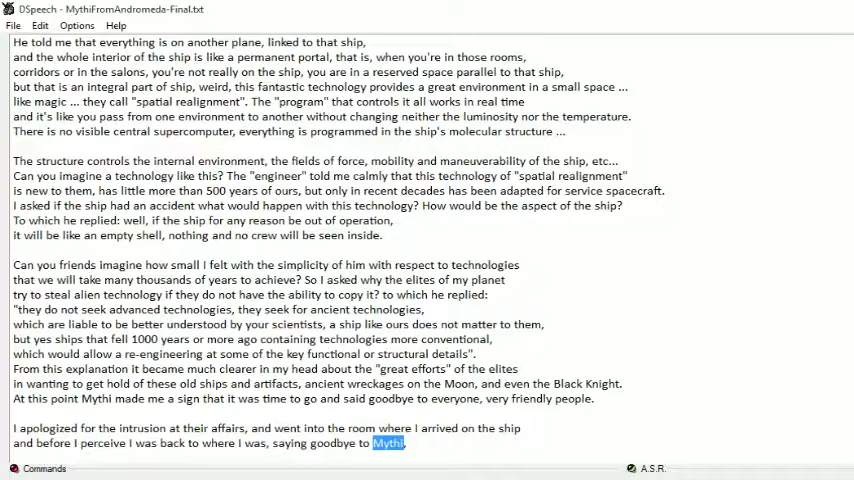 DSpeech - MythiFromAndromeda-Final.txt
File Edit Options Help
He told me that everything is on another plane, linked to that ship,
and the whole interior of the ship is like a permanent portal, that is, when you're in those rooms,
corridors or in the salons, you're not really on the ship, you are in a reserved space parallel to that ship,
but that is an integral part of ship, weird, this fantastic technology provides a great environment in a small space ...
like magic ... they call "spatial realignment". The "program" that controls it all works in real time
and it's like you pass from one environment to another without changing neither the luminosity nor the temperature.
There is no visible central supercomputer, everything is programmed in the ship's molecular structure ...
The structure controls the internal environment, the fields of force, mobility and maneuverability of the ship, etc...
Can you imagine a technology like this? The "engineer" told me calmly that this technology of "spatial realignment"
is new to them, has little more than 500 years of ours, but only in recent decades has been adapted for service spacecraft.
I asked if the ship had an accident what would happen with this technology? How would be the aspect of the ship?
To which he replied: well, if the ship for any reason be out of operation,
it will be like an empty shell, nothing and no crew will be seen inside.
Can you friends imagine how small I felt with the simplicity of him with respect to technologies
that we will take many thousands of years to achieve? So I asked why the elites of my planet
try to steal alien technology if they do not have the ability to copy it? to which he replied:
"they do not seek advanced technologies, they seek for ancient technologies,
which are liable to be better understood by your scientists, a ship like ours does not matter to them,
but yes ships that fell 1000 years or more ago containing technologies more conventional,
which would allow a re-engineering at some of the key functional or structural details".
From this explanation it became much clearer in my head about the "great efforts" of the elites
in wanting to get hold of these old ships and artifacts, ancient wreckages on the Moon, and even the Black Knight.
At this point Mythi made me a sign that it was time to go and said goodbye to everyone, very friendly people.
I apologized for the intrusion at their affairs, and went into the room where I arrived on the ship
and before I perceive I was back to where I was, saying goodbye to Mythi.
Commands A.S.R.